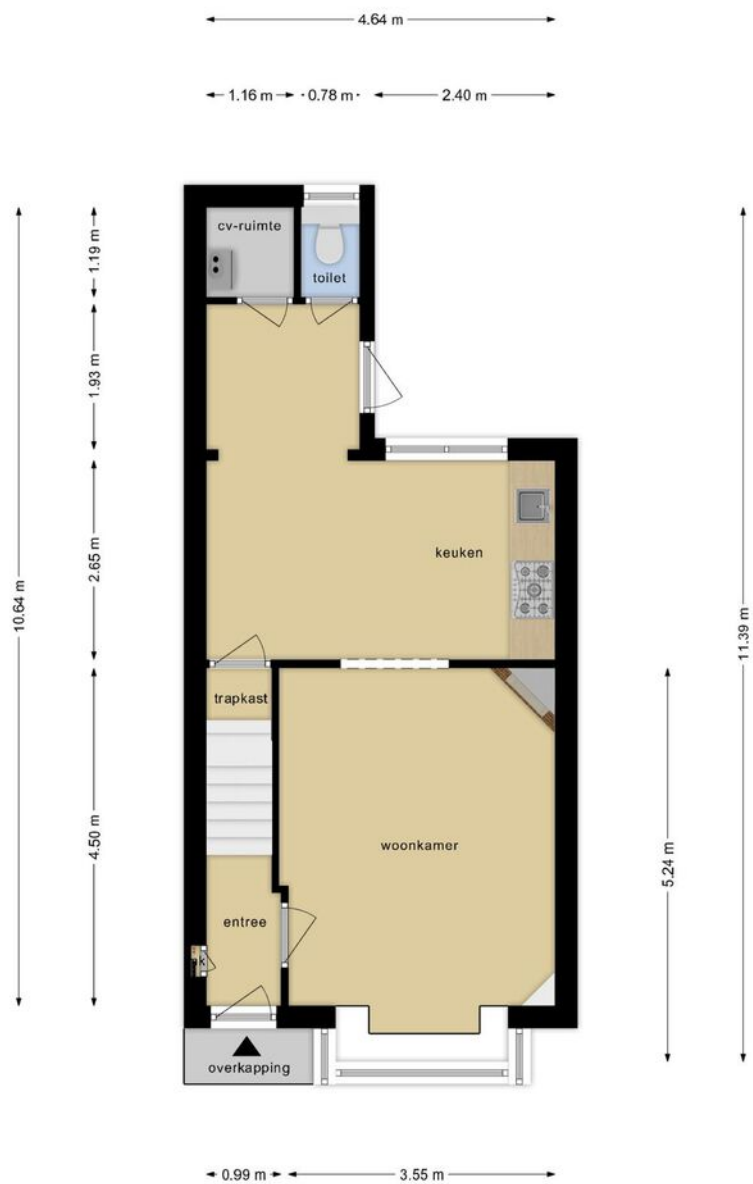 4.64 m
1.16 m
0.78 m
2.40 m
cv-ruimte
toilet
1.19 m
1.93 m
2.65 m
keuken
10.64 m
11.39 m
trapkast
4.50 m
woonkamer
5.24 m
entree
k
overkapping
0.99 m
3.55 m